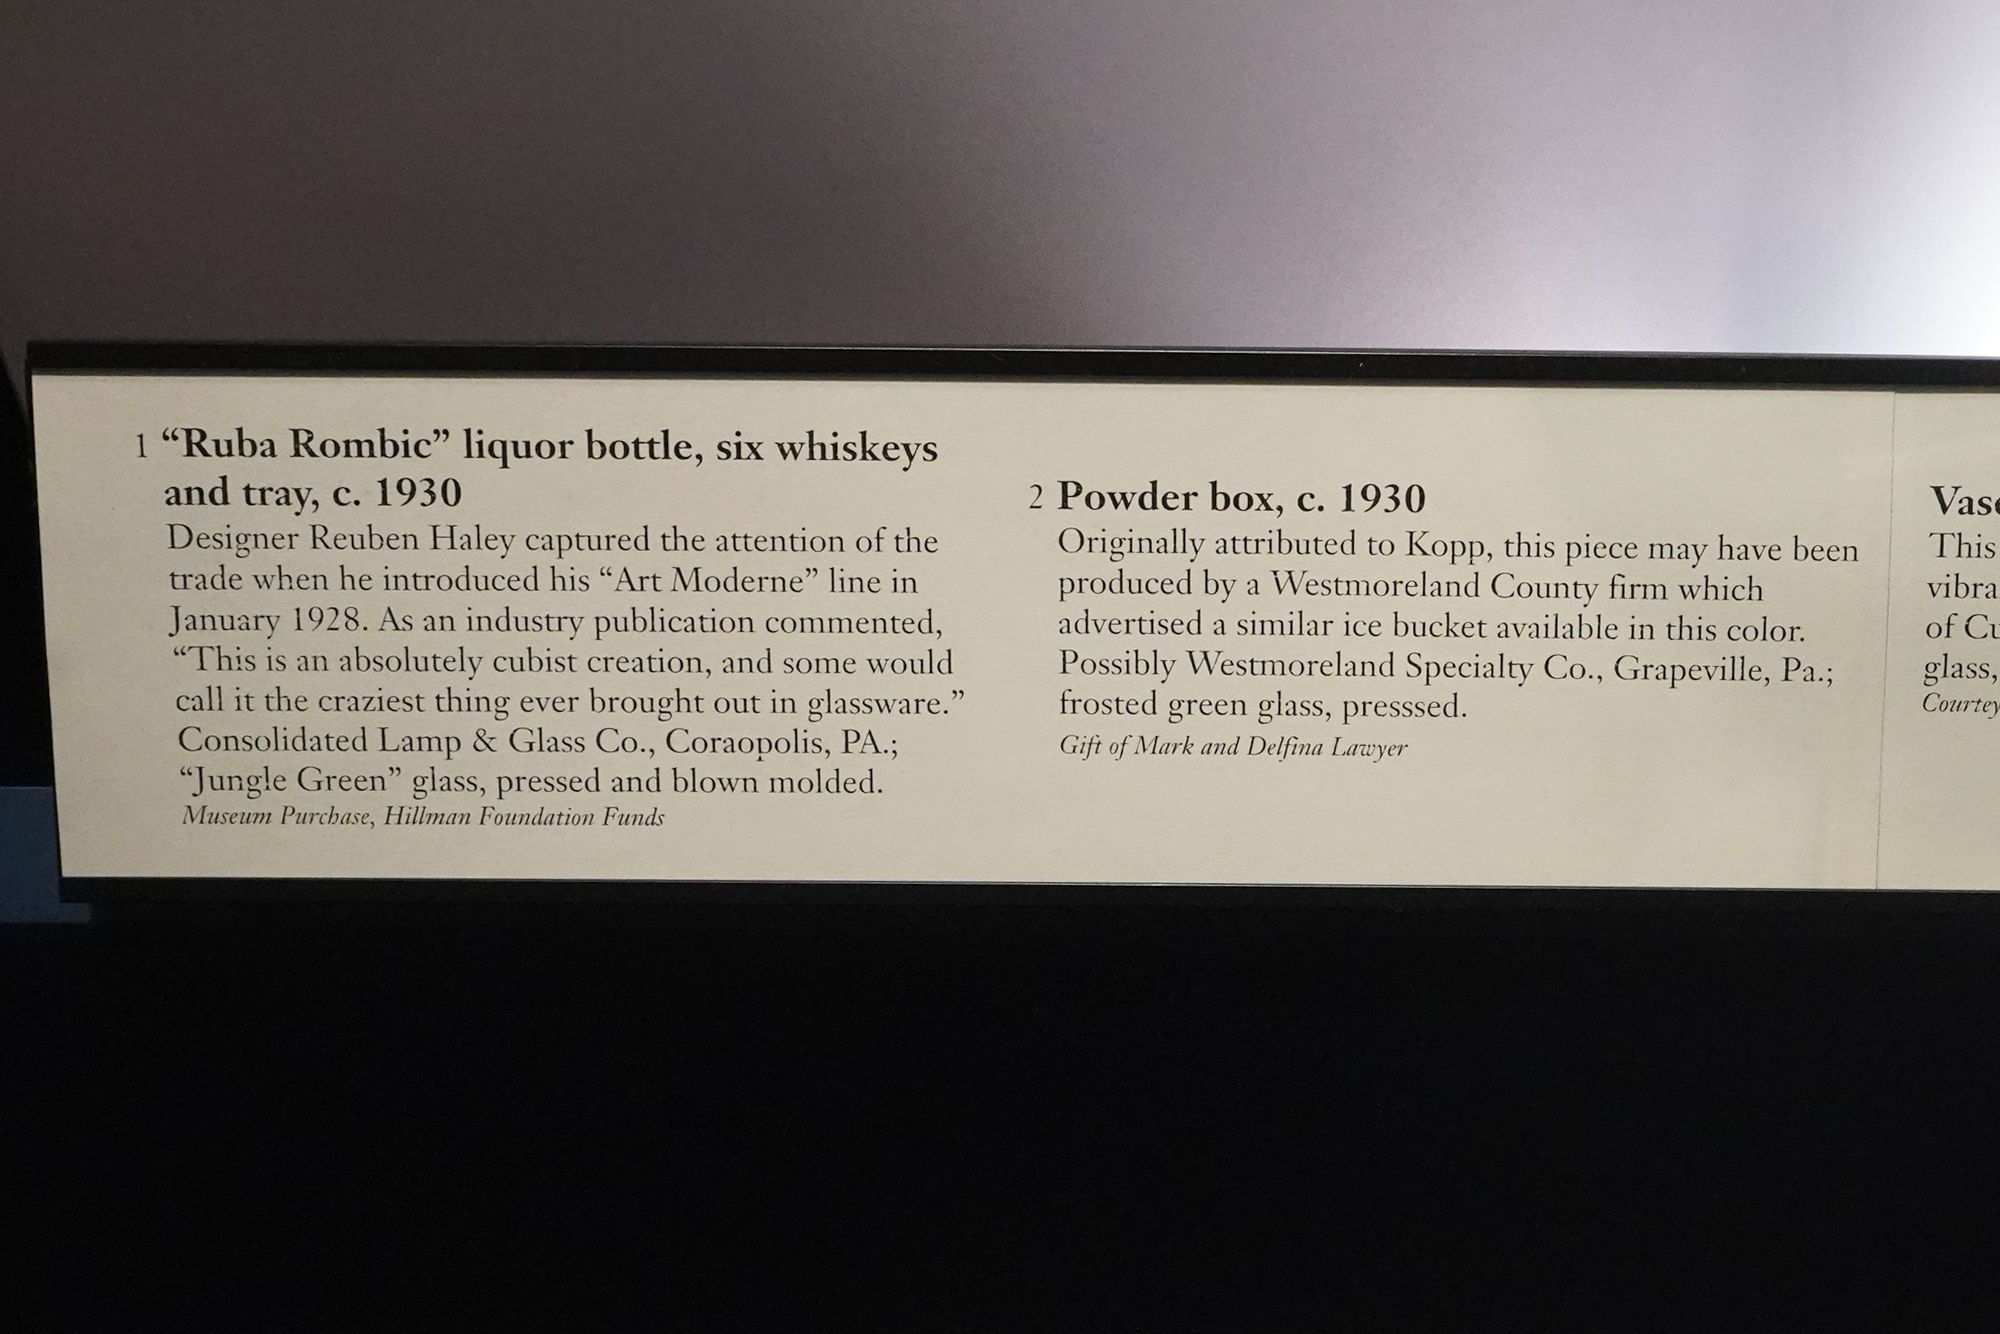 1 “Ruba Rombic” liquor bottle, six whiskeys
and tray, c. 1930
Designer Reuben Haley captured the attention of the
trade when he introduced his “Art Moderne” line in
January 1928. As an industry publication commented,
“This is an absolutely cubist creation, and some would
call it the craziest thing ever brought out in glassware.”
Consolidated Lamp & Glass Co., Coraopolis, PA.;
“Jungle Green” glass, pressed and blown molded.
Museum Purchase, Hillman Foundation Funds
2 Powder box, c. 1930
Originally attributed to Kopp, this piece may have been
produced by a Westmoreland County firm which
advertised a similar ice bucket available in this color.
Possibly Westmoreland Specialty Co., Grapeville, Pa.;
frosted green glass, presssed.
Gift of Mark and Delfina Lawyer
This
of
glass,